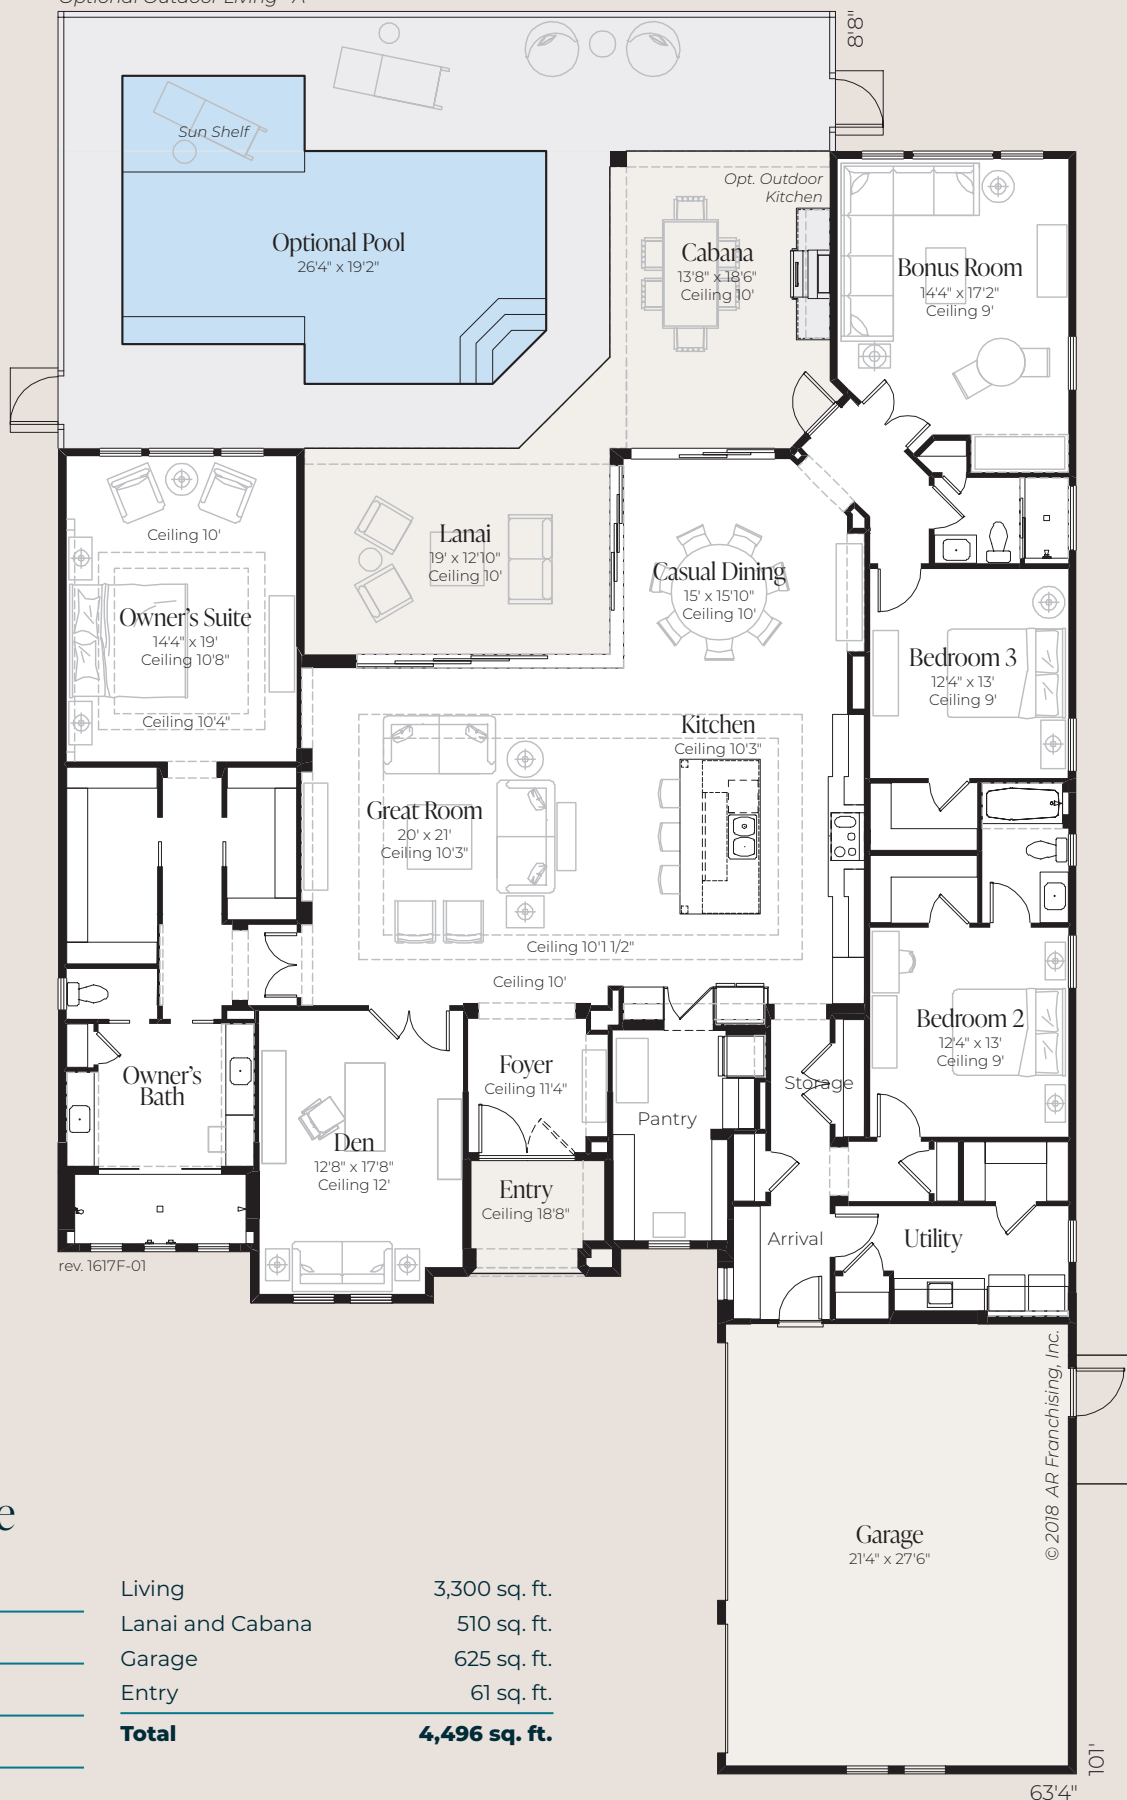 Optional Outdoor Living - A
8'8"
Sun Shelf
Opt. Outdoor
Kitchen
Optional Pool
26'4" x 19'2"
Cabana
13'8" x 18'6"
Ceiling 10'
Bonus Room
14'4" x 17'2"
Ceiling 9'
Ceiling 10'
Lanai
19' x 12'10"
Ceiling 10'
Casual Dining
15' x 15'10"
Ceiling 10'
Owner's Suite
14'4" x 19'
Ceiling 10'8"
Ceiling 10'4"
Bedroom 3
12'4" x 13'
Ceiling 9'
Kitchen
Ceiling 10'3"
Great Room
20' x 21'
Ceiling 10'3"
Ceiling 10'1 1/2"
Ceiling 10'
Bedroom 2
12'4" x 13'
Ceiling 9'
Foyer
Ceiling 11'4"
Owner's
Bath
Storage
Pantry
Den
12'8" x 17'8"
Ceiling 12'
Entry
Ceiling 18'8"
Arrival
Utility
rev. 1617F-01
© 2018 AR Franchising, Inc.
Garage
21'4" x 27'6"
e
Living 3,300 sq. ft.
Lanai and Cabana 510 sq. ft.
Garage 625 sq. ft.
Entry 61 sq. ft.
Total 4,496 sq. ft.
101'
63'4"